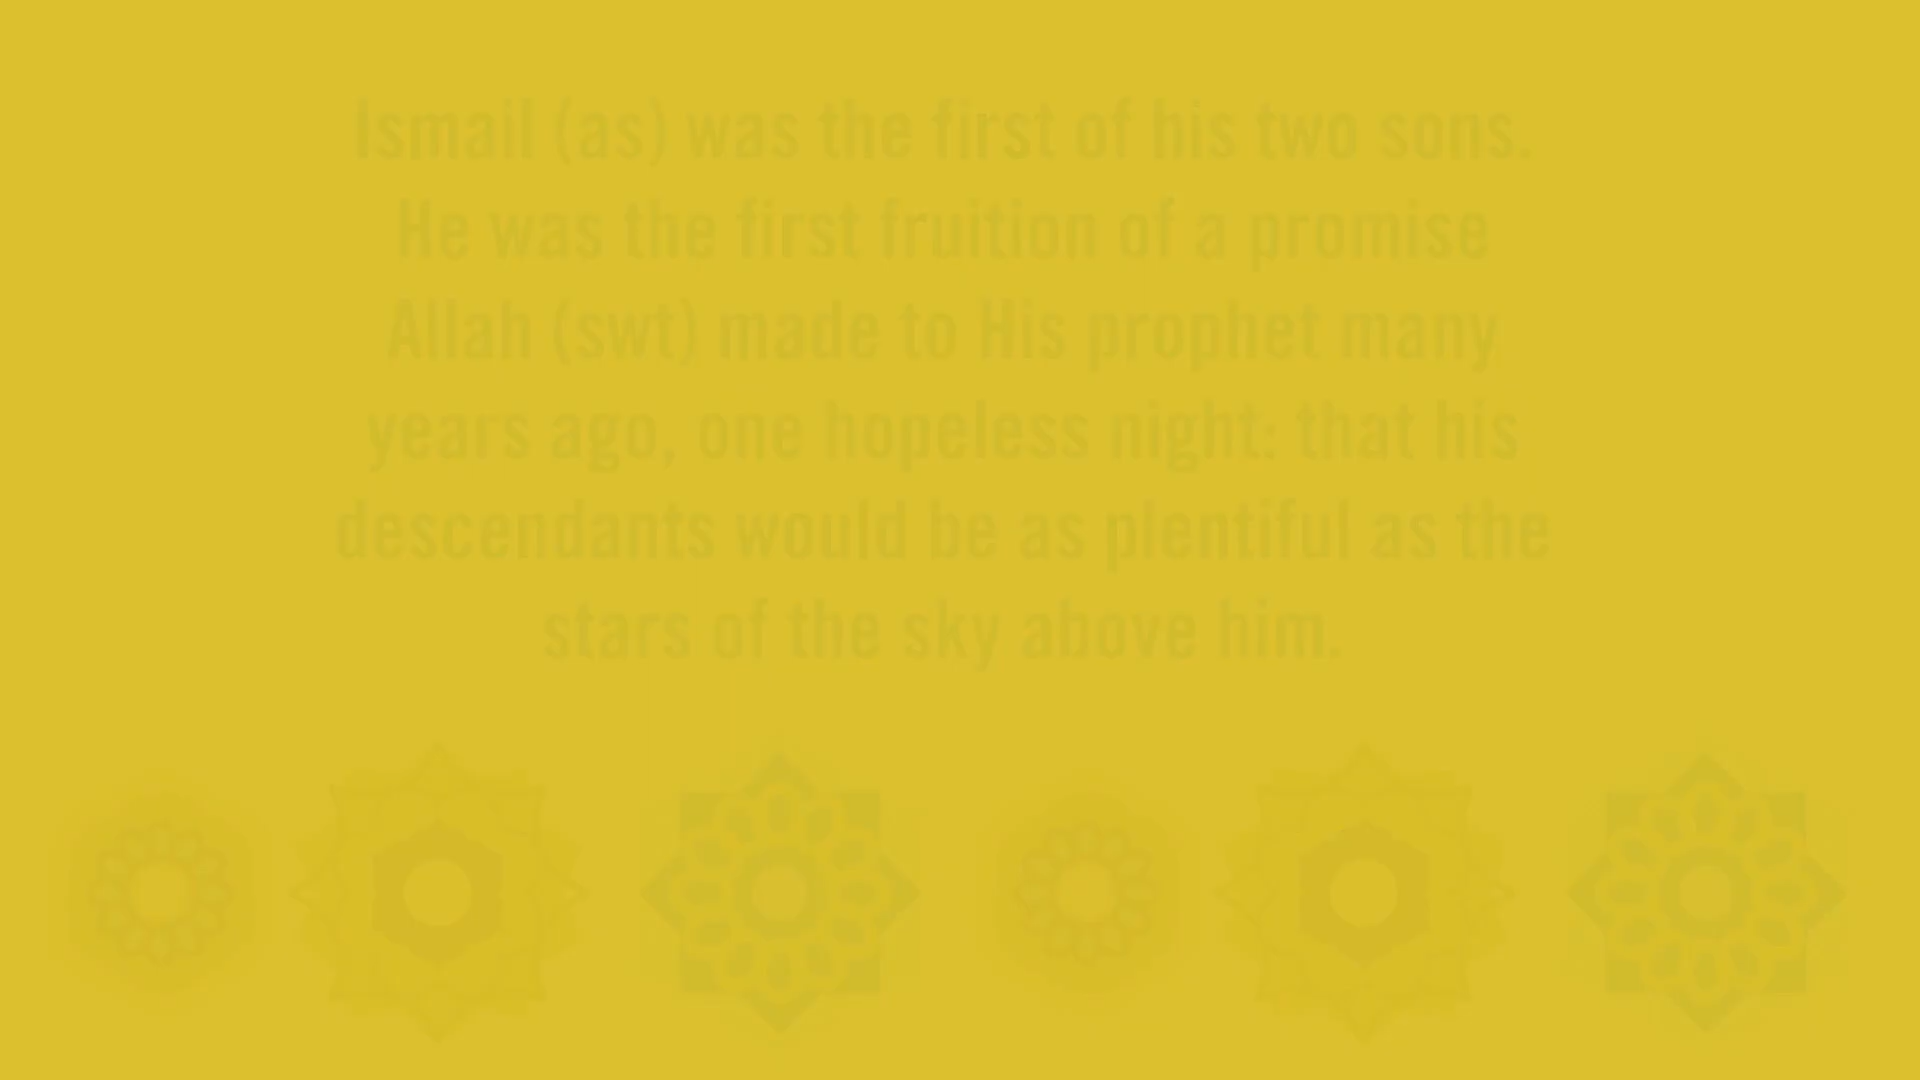 Ismail (as) was the first of his two sons.
He was the first fruition of a promise
Allah (swt) made to His prophet many
years ago, one hopeless night: that his
descendants would be as plentiful as the
stars of the sky above him.